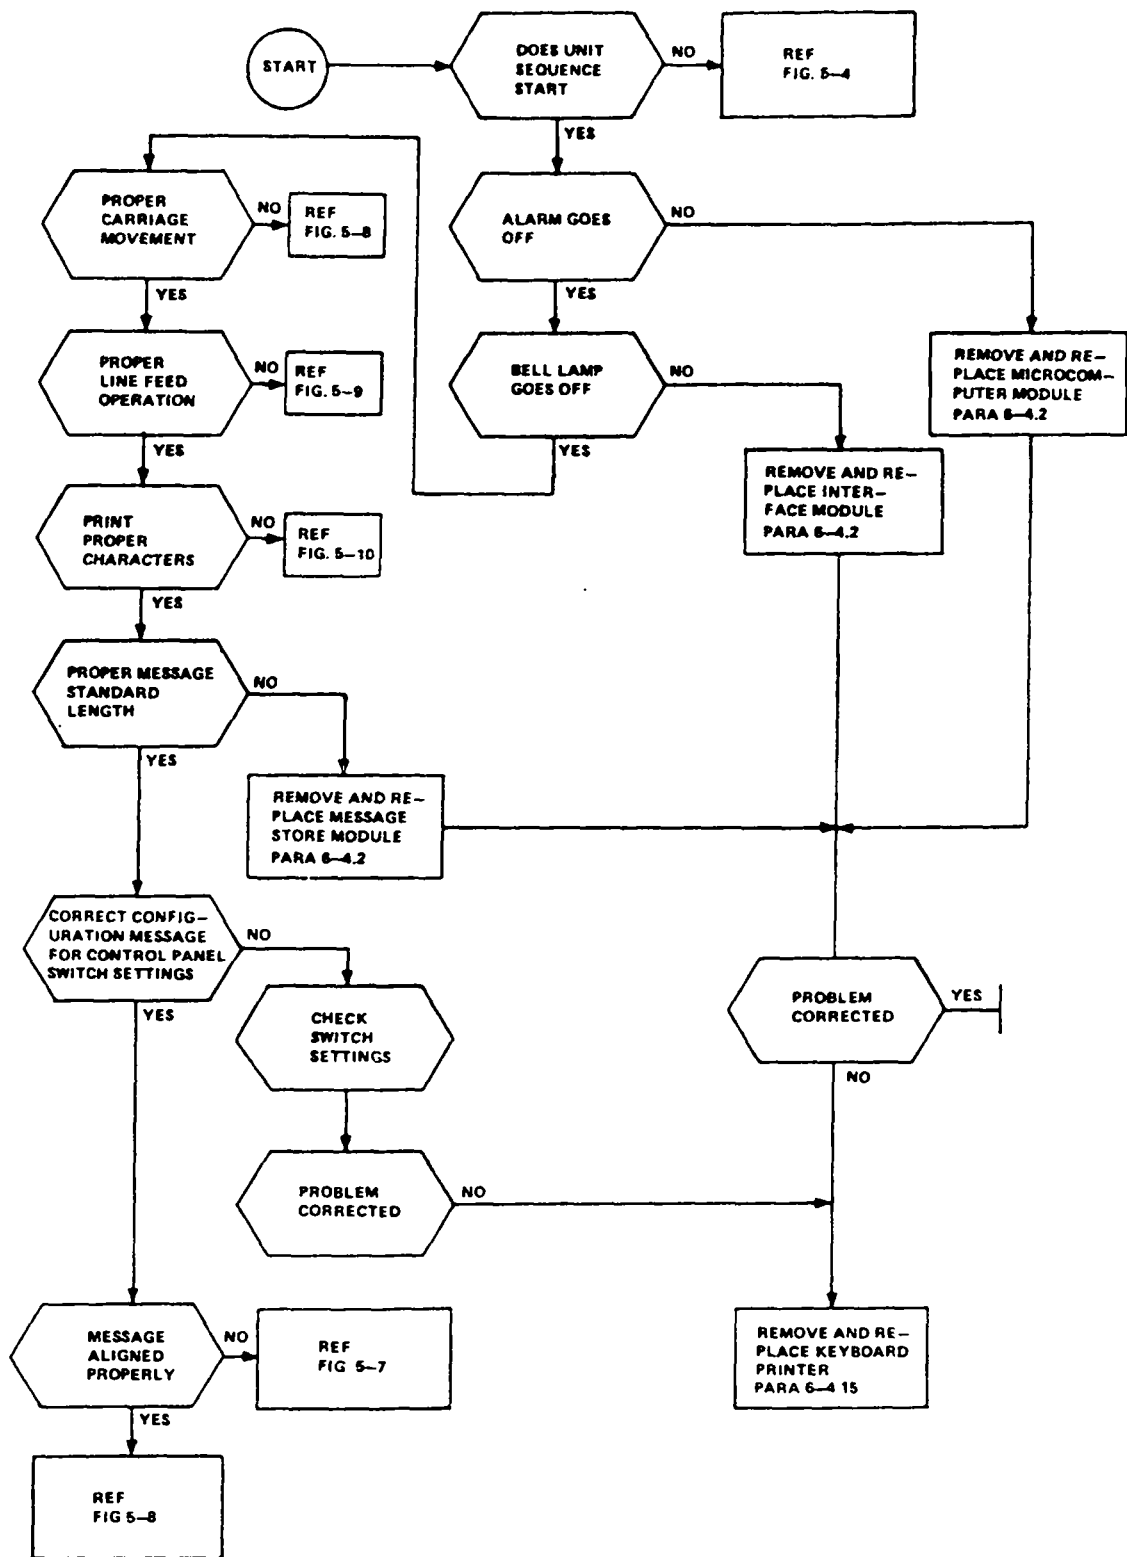 START
DOES UNIT
SEQUENCE
START
NO
REF
FIG. 5-4
YES
PROPER
CARRIAGE
MOVEMENT
NO
REF
FIG. 5-8
YES
ALARM GOES
OFF
NO
YES
PROPER
LINE FEED
OPERATION
NO
REF
FIG. 5-9
YES
BELL LAMP
GOES OFF
NO
YES
REMOVE AND RE-
PLACE MICROCOM-
PUTER MODULE
PARA 6-4.2
REMOVE AND RE-
PLACE INTER-
FACE MODULE
PARA 6-4.2
PRINT
PROPER
CHARACTERS
NO
REF
FIG. 5-10
YES
PROPER MESSAGE
STANDARD
LENGTH
NO
YES
REMOVE AND RE-
PLACE MESSAGE
STORE MODULE
PARA 6-4.2
CORRECT CONFIG-
URATION MESSAGE
FOR CONTROL PANEL
SWITCH SETTINGS
NO
YES
CHECK
SWITCH
SETTINGS
PROBLEM
CORRECTED
YES
NO
PROBLEM
CORRECTED
NO
MESSAGE
ALIGNED
PROPERLY
NO
REF
FIG 5-7
YES
REMOVE AND RE-
PLACE KEYBOARD
PRINTER
PARA 6-4 15
REF
FIG 5-8